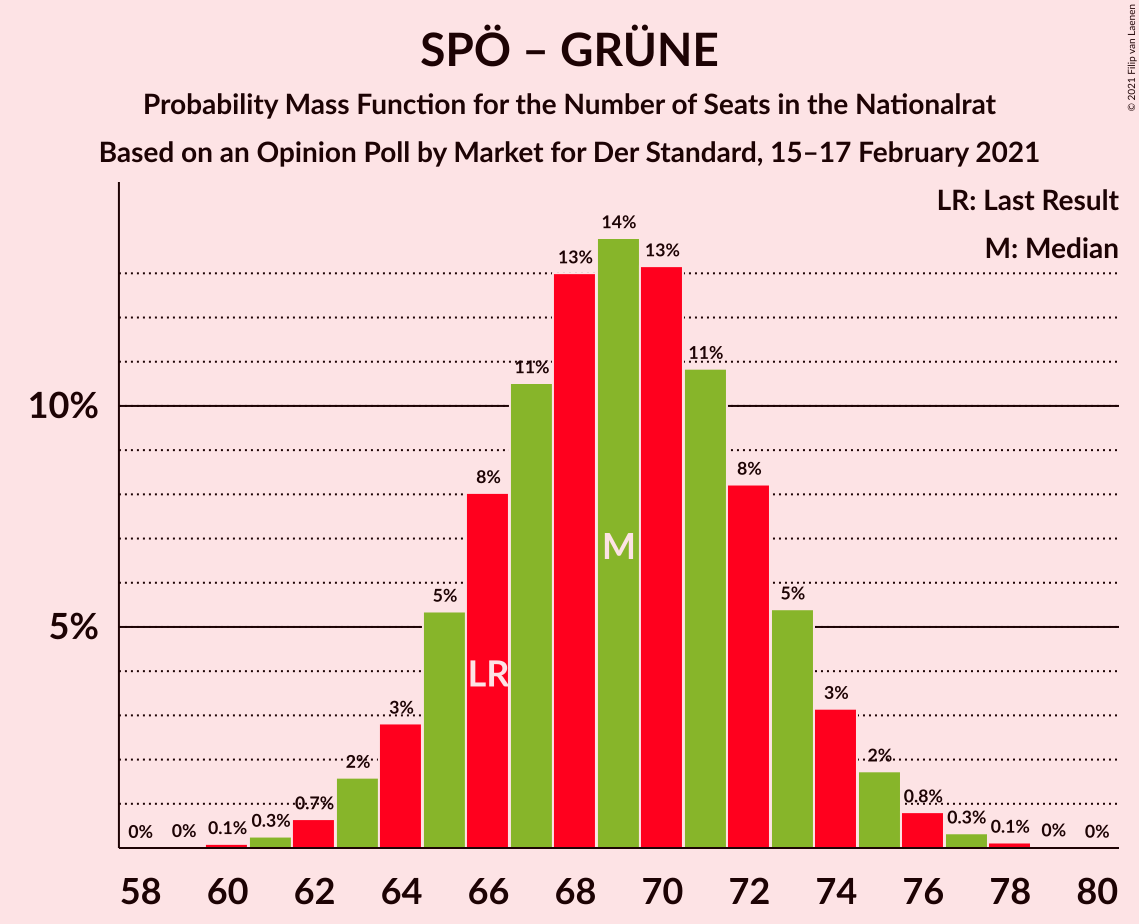 SPÖ – GRÜNE
Probability Mass Function for the Number of Seats in the Nationalrat
Based on an Opinion Poll by Market for Der Standard, 15–17 February 2021
© 2021 Filip van Laenen
LR: Last Result
M: Median
10%
5%
0%
0%
0.1%
0.3%
0.7%
2%
3%
5%
8%
11%
13%
14%
13%
11%
8%
5%
3%
2%
0.8%
0.3%
0.1%
0%
0%
LR
M
58 60 62 64 66 68 70 72 74 76 78 80